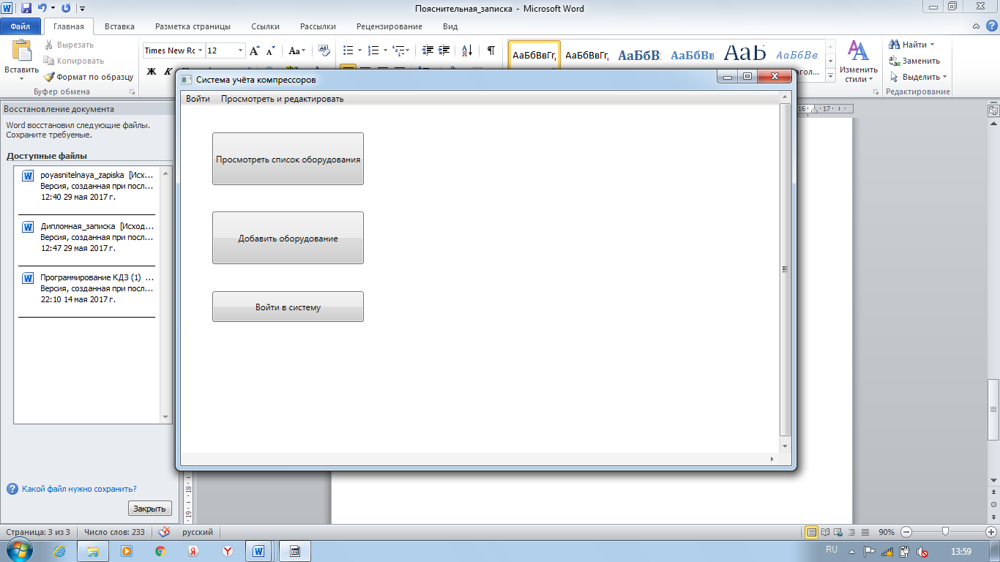 Пояснительная_записка - Microsoft Word
Файл Главная Вставка Разметка страницы Ссылки Рассылки Рецензирование Вид
Вставить
Вырезать
Копировать
Формат по образцу
Буфер обмена
Times New Ro 12
Ж К
АаБбВвГг, АаБбВвГг, АаБбВ АаБбВв АаБ АаБбВв
Изменить стили
Найти
Заменить
Выделить
Редактирование
Восстановление документа
Word восстановил следующие файлы.
Сохраните требуемые.
Доступные файлы
poyasnitelnaya_zapiska [Исх...
Версия, созданная при посл...
12:40 29 мая 2017 г.
Дипломная_записка [Исход...
Версия, созданная при посл...
12:47 29 мая 2017 г.
Программирование КДЗ (1) ...
Версия, созданная при посл...
22:10 14 мая 2017 г.
Какой файл нужно сохранить?
Закрыть
Система учёта компрессоров
Войти Просмотреть и редактировать
Просмотреть список оборудования
Добавить оборудование
Войти в систему
16 17
18
19
Страница: 3 из 3 Число слов: 233 русский
90%
RU 13:59